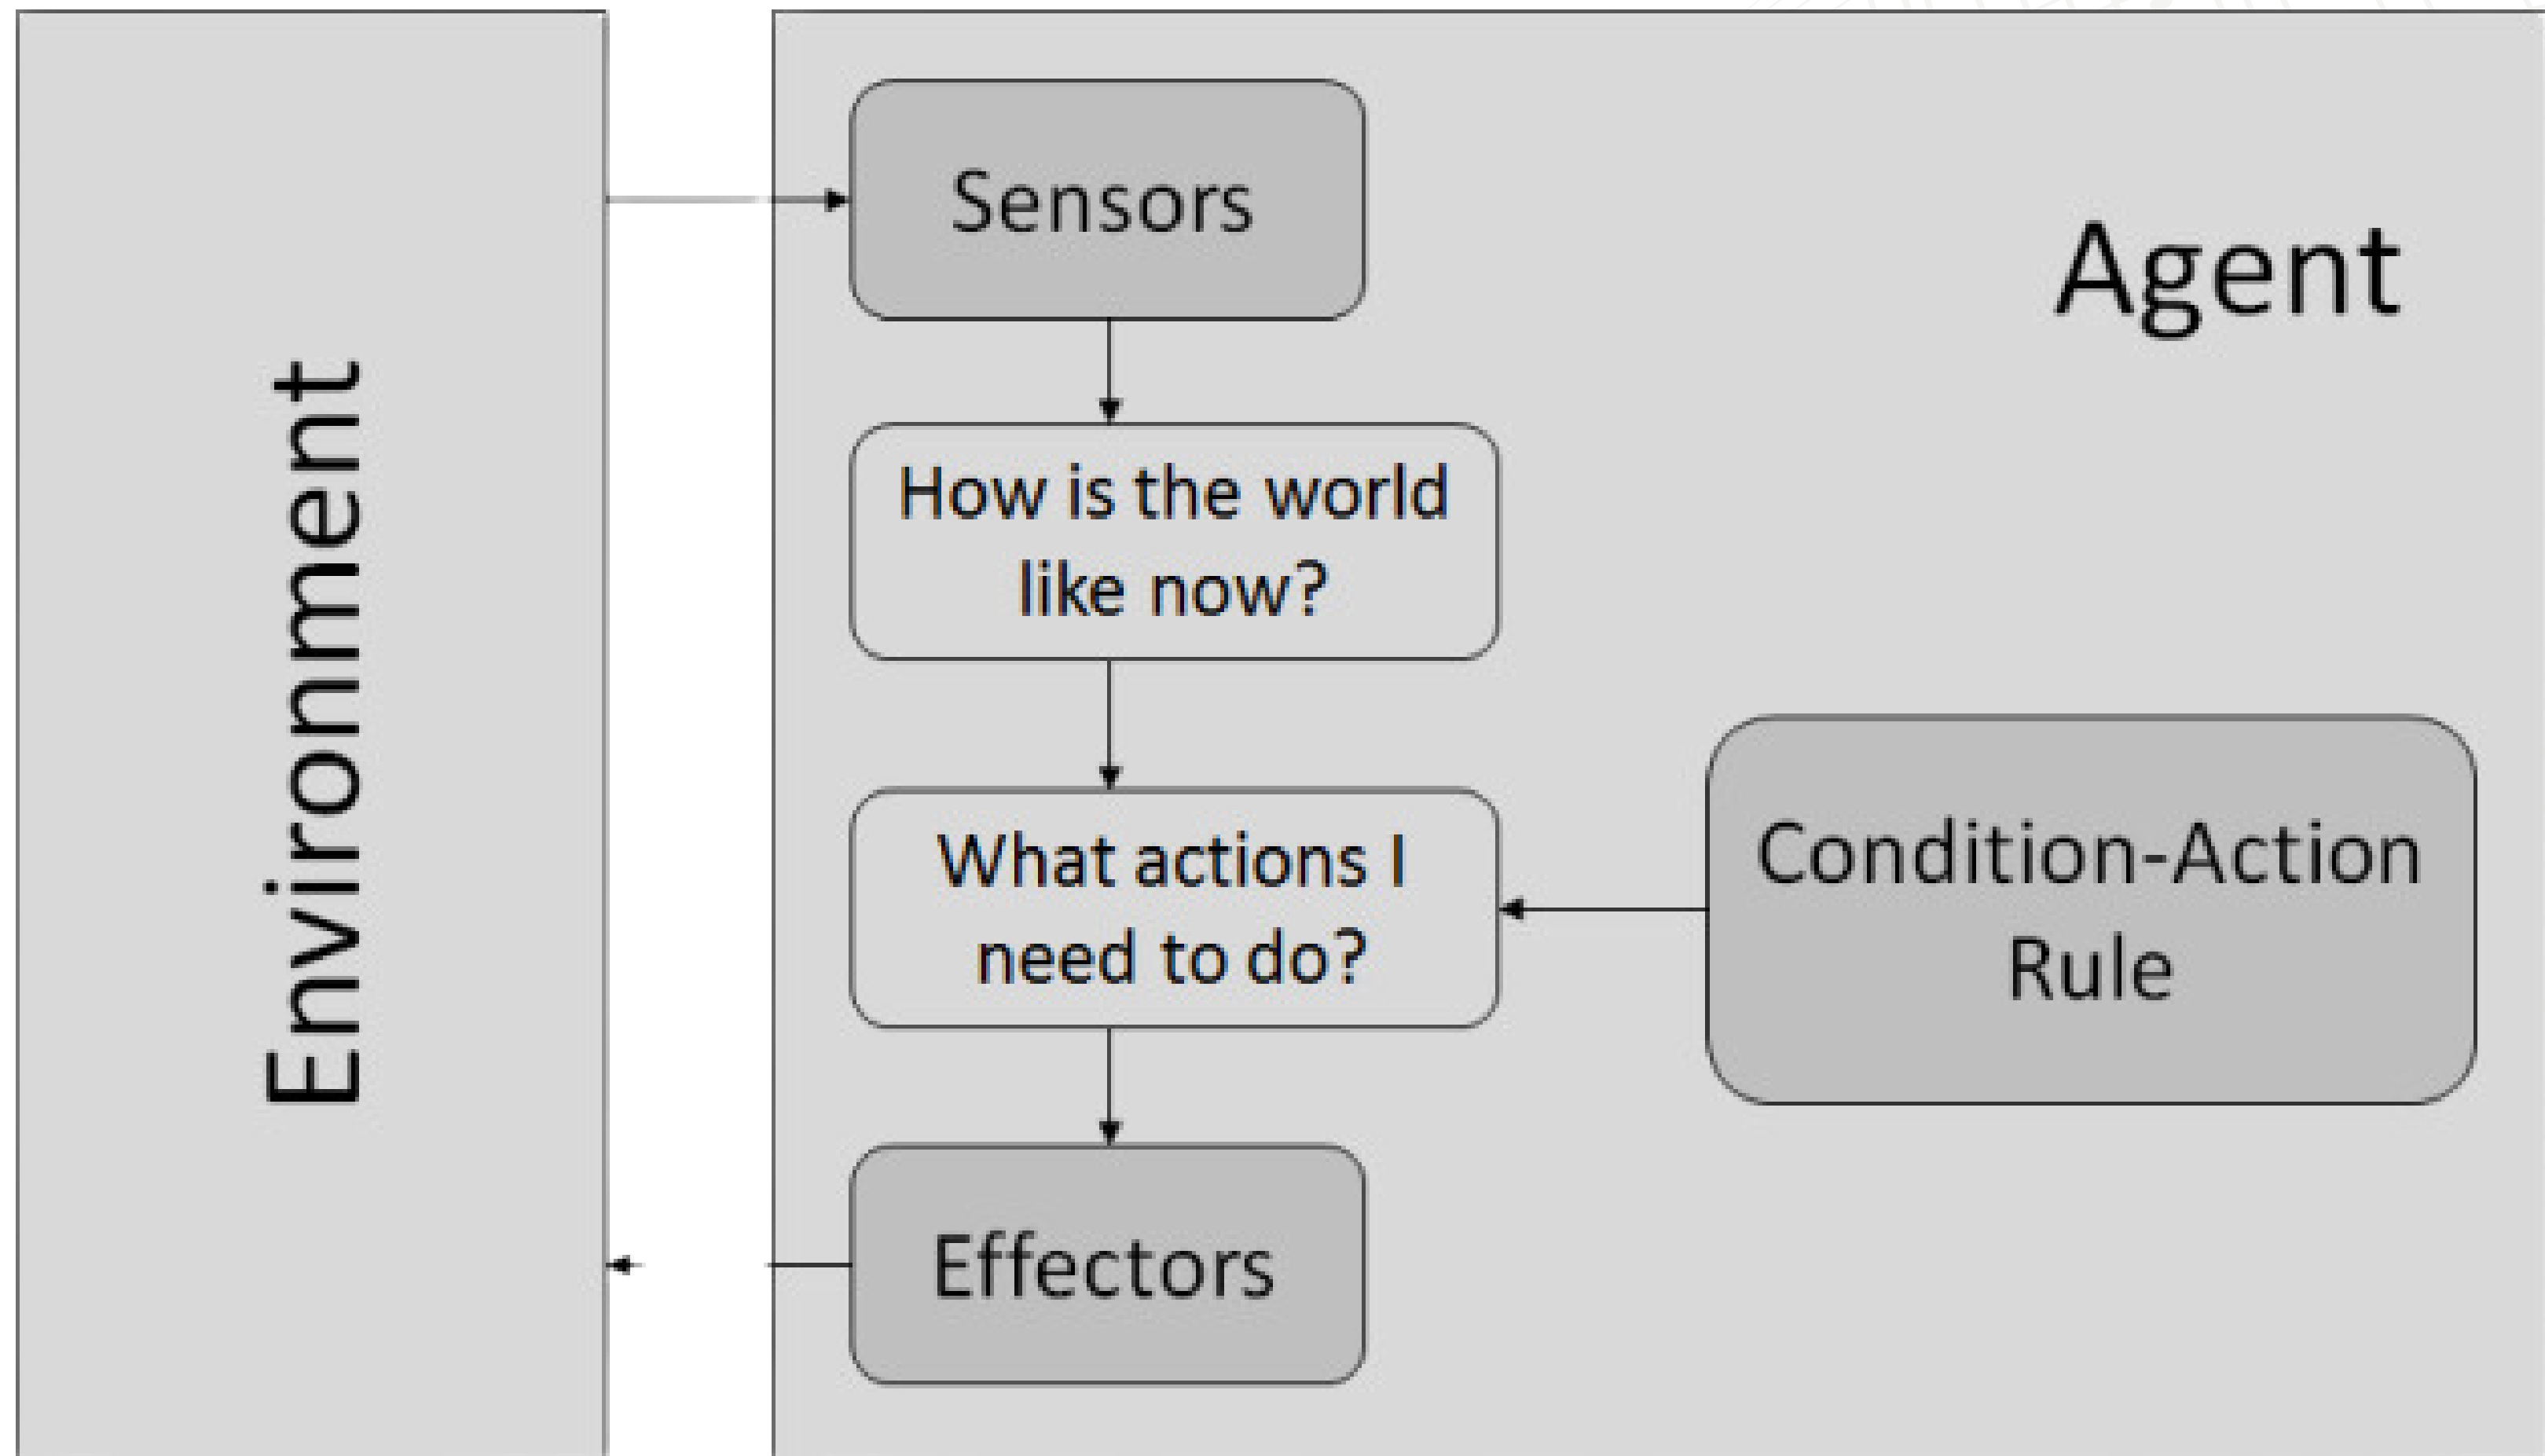 Environment
Agent
Sensors
How is the world
like now?
What actions I
need to do?
Condition-Action
Rule
Effectors